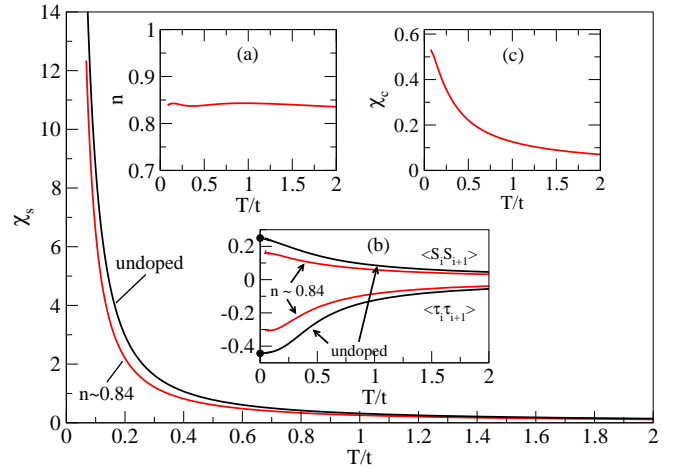 14
12
10
8
6
4
2
0
χs
0 0.2 0.4 0.6 0.8 1 1.2 1.4 1.6 1.8 2
T/t
undoped
n~0.84
(a)
1
0.9
0.8
0.7
n
0 0.5 1 1.5 2
T/t
(c)
0.6
0.4
0.2
0
χc
0 0.5 1 1.5 2
T/t
(b)
0.2
0
-0.2
-0.4
<SiSi+1>
n ~ 0.84
<τiτi+1>
undoped
0 0.5 1 1.5 2
T/t